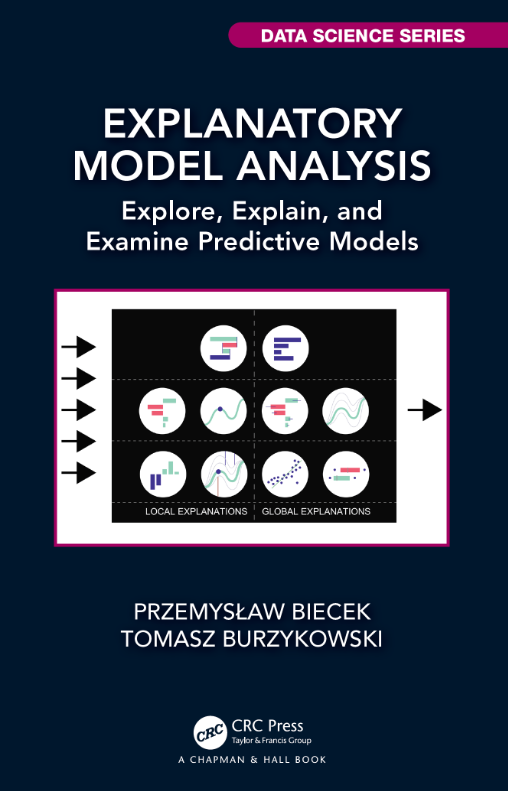 DATA SCIENCE SERIES
EXPLANATORY
MODEL ANALYSIS
Explore, Explain, and
Examine Predictive Models
LOCAL EXPLANATIONS
GLOBAL EXPLANATIONS
PRZEMYSŁAW BIECEK
TOMASZ BURZYKOWSKI
CRC
CRC Press
Taylor & Francis Group
A CHAPMAN & HALL BOOK